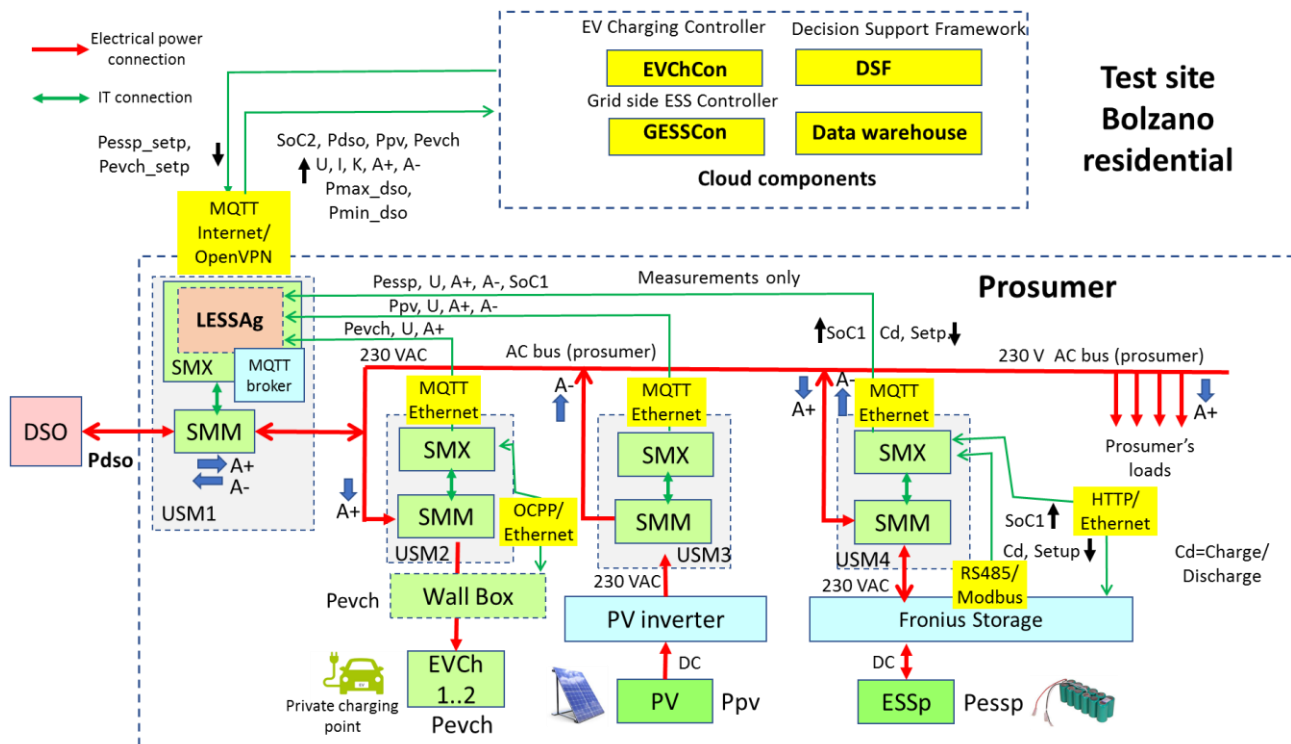 Electrical power
connection
IT connection
EV Charging Controller
Decision Support Framework
EVChCon
DSF
Grid side ESS Controller
GESSCon
Data warehouse
Cloud components
Test site
Bolzano
residential
Pessp_setp,
Pevch_setp
SoC2, Pdso, Ppv, Pevch
U, I, K, A+, A-
Pmax_dso,
Pmin_dso
MQTT
Internet/
OpenVPN
Prosumer
Pessp, U, A+, A-, SoC1
Measurements only
Ppv, U, A+, A-
Pevch, U, A+
LESSAg
SMX
MQTT
broker
SoC1
Cd, Setp.
230 VAC
AC bus (prosumer)
230 V AC bus (prosumer)
DSO
Pdso
SMM
A+
A-
USM1
A+
MQTT
Ethernet
SMX
SMM
USM2
OCPP/
Ethernet
A-
MQTT
Ethernet
SMX
SMM
USM3
A+
A-
MQTT
Ethernet
SMX
SMM
USM4
A+
Prosumer's
loads
HTTP/
Ethernet
SoC1
Cd, Setup
Cd=Charge/
Discharge
RS485/
Modbus
230 VAC
230 VAC
Pevch
Wall Box
PV inverter
Fronius Storage
DC
DC
Private charging
point
EVCh
1..2
Pevch
PV
Ppv
ESSp
Pessp